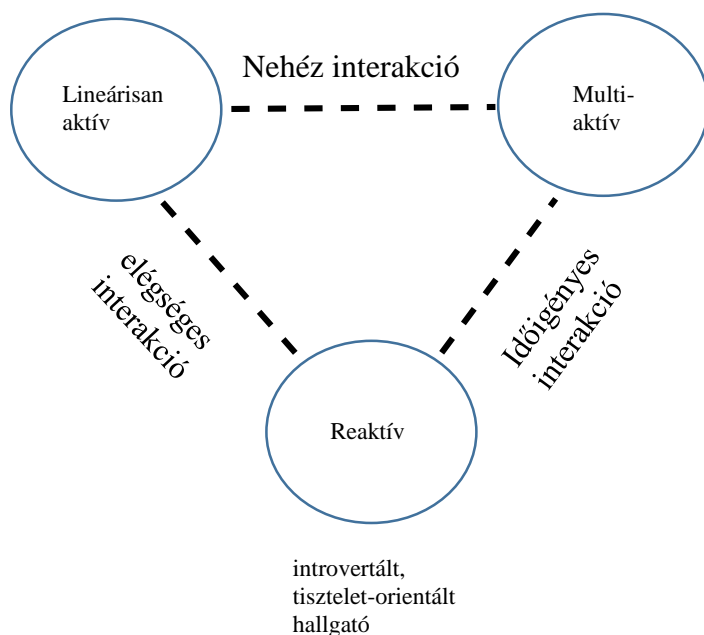 Nehéz interakció
Lineárisan
aktív
Multi-
aktív
elégséges
interakció
Időigényes
interakció
Reaktív
introvertált,
tisztelet-orientált
hallgató